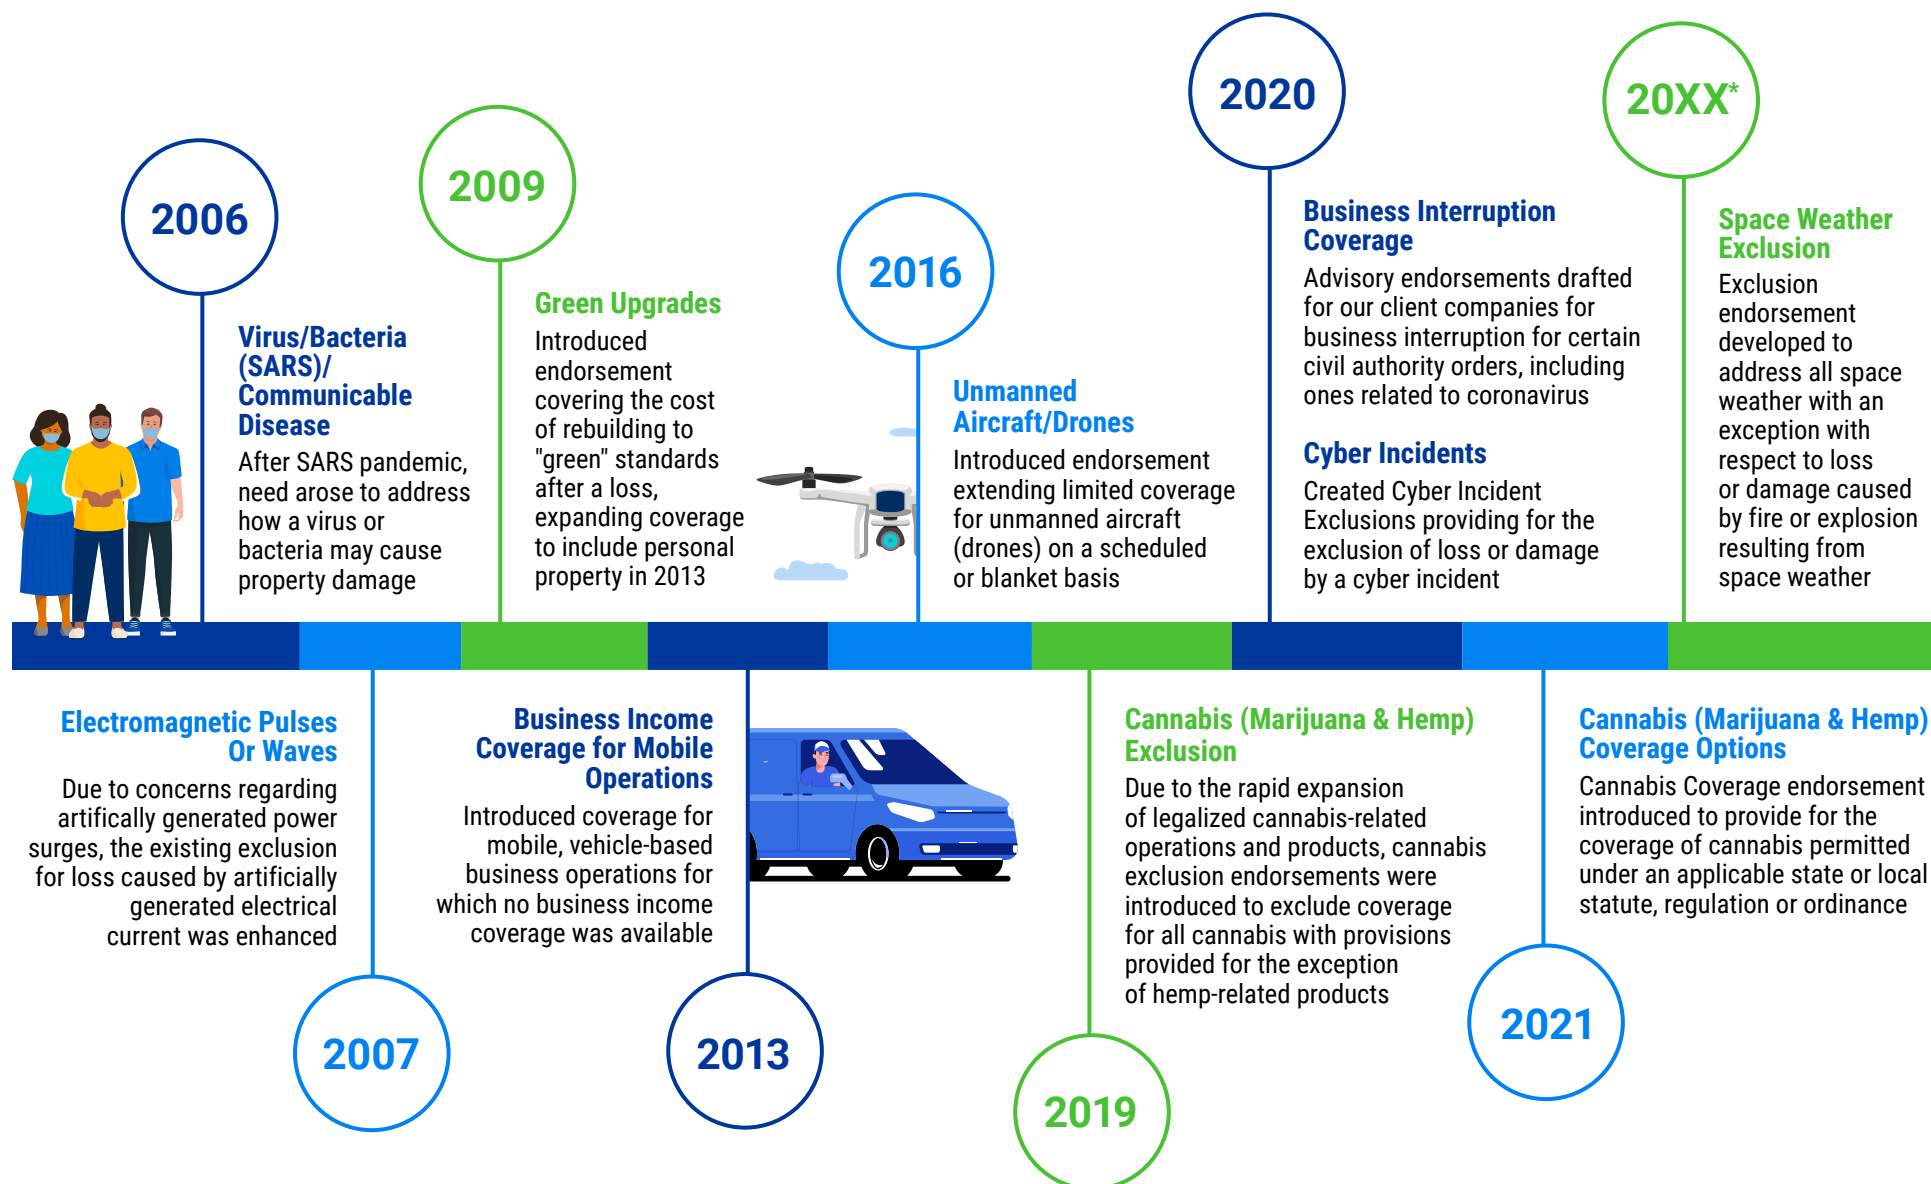 2006
Virus/Bacteria
(SARS)/
Communicable
Disease
After SARS pandemic,
need arose to address
how a virus or
bacteria may cause
property damage
2009
Green Upgrades
Introduced
endorsement
covering the cost
of rebuilding to
"green" standards
after a loss,
expanding coverage
to include personal
property in 2013
2016
Unmanned
Aircraft/Drones
Introduced endorsement
extending limited coverage
for unmanned aircraft
(drones) on a scheduled
or blanket basis
2020
Business Interruption
Coverage
Advisory endorsements drafted
for our client companies for
business interruption for certain
civil authority orders, including
ones related to coronavirus
Cyber Incidents
Created Cyber Incident
Exclusions providing for the
exclusion of loss or damage
by a cyber incident
20XX*
Space Weather
Exclusion
Exclusion
endorsement
developed to
address all space
weather with an
exception with
respect to loss
or damage caused
by fire or explosion
resulting from
space weather
Electromagnetic Pulses
Or Waves
Due to concerns regarding
artifically generated power
surges, the existing exclusion
for loss caused by artificially
generated electrical
current was enhanced
2007
Business Income
Coverage for Mobile
Operations
Introduced coverage for
mobile, vehicle-based
business operations for
which no business income
coverage was available
2013
Cannabis (Marijuana & Hemp)
Exclusion
Due to the rapid expansion
of legalized cannabis-related
operations and products, cannabis
exclusion endorsements were
introduced to exclude coverage
for all cannabis with provisions
provided for the exception
of hemp-related products
2019
Cannabis (Marijuana & Hemp)
Coverage Options
Cannabis Coverage endorsement
introduced to provide for the
coverage of cannabis permitted
under an applicable state or local
statute, regulation or ordinance
2021